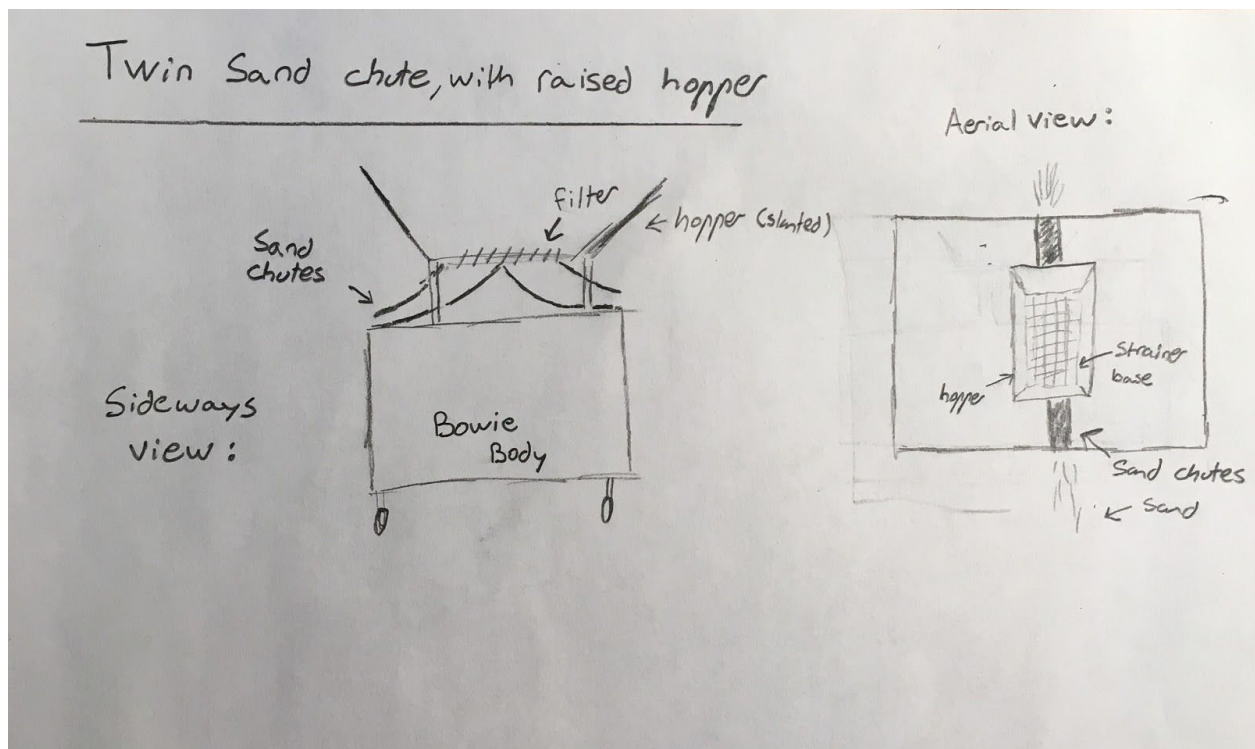 Twin Sand chute, with raised hopper
Aerial view:
filter
hopper (slanted)
Sand
chutes
Sideways
view:
Bowie
Body
strainer
base
hopper
Sand chutes
Sand